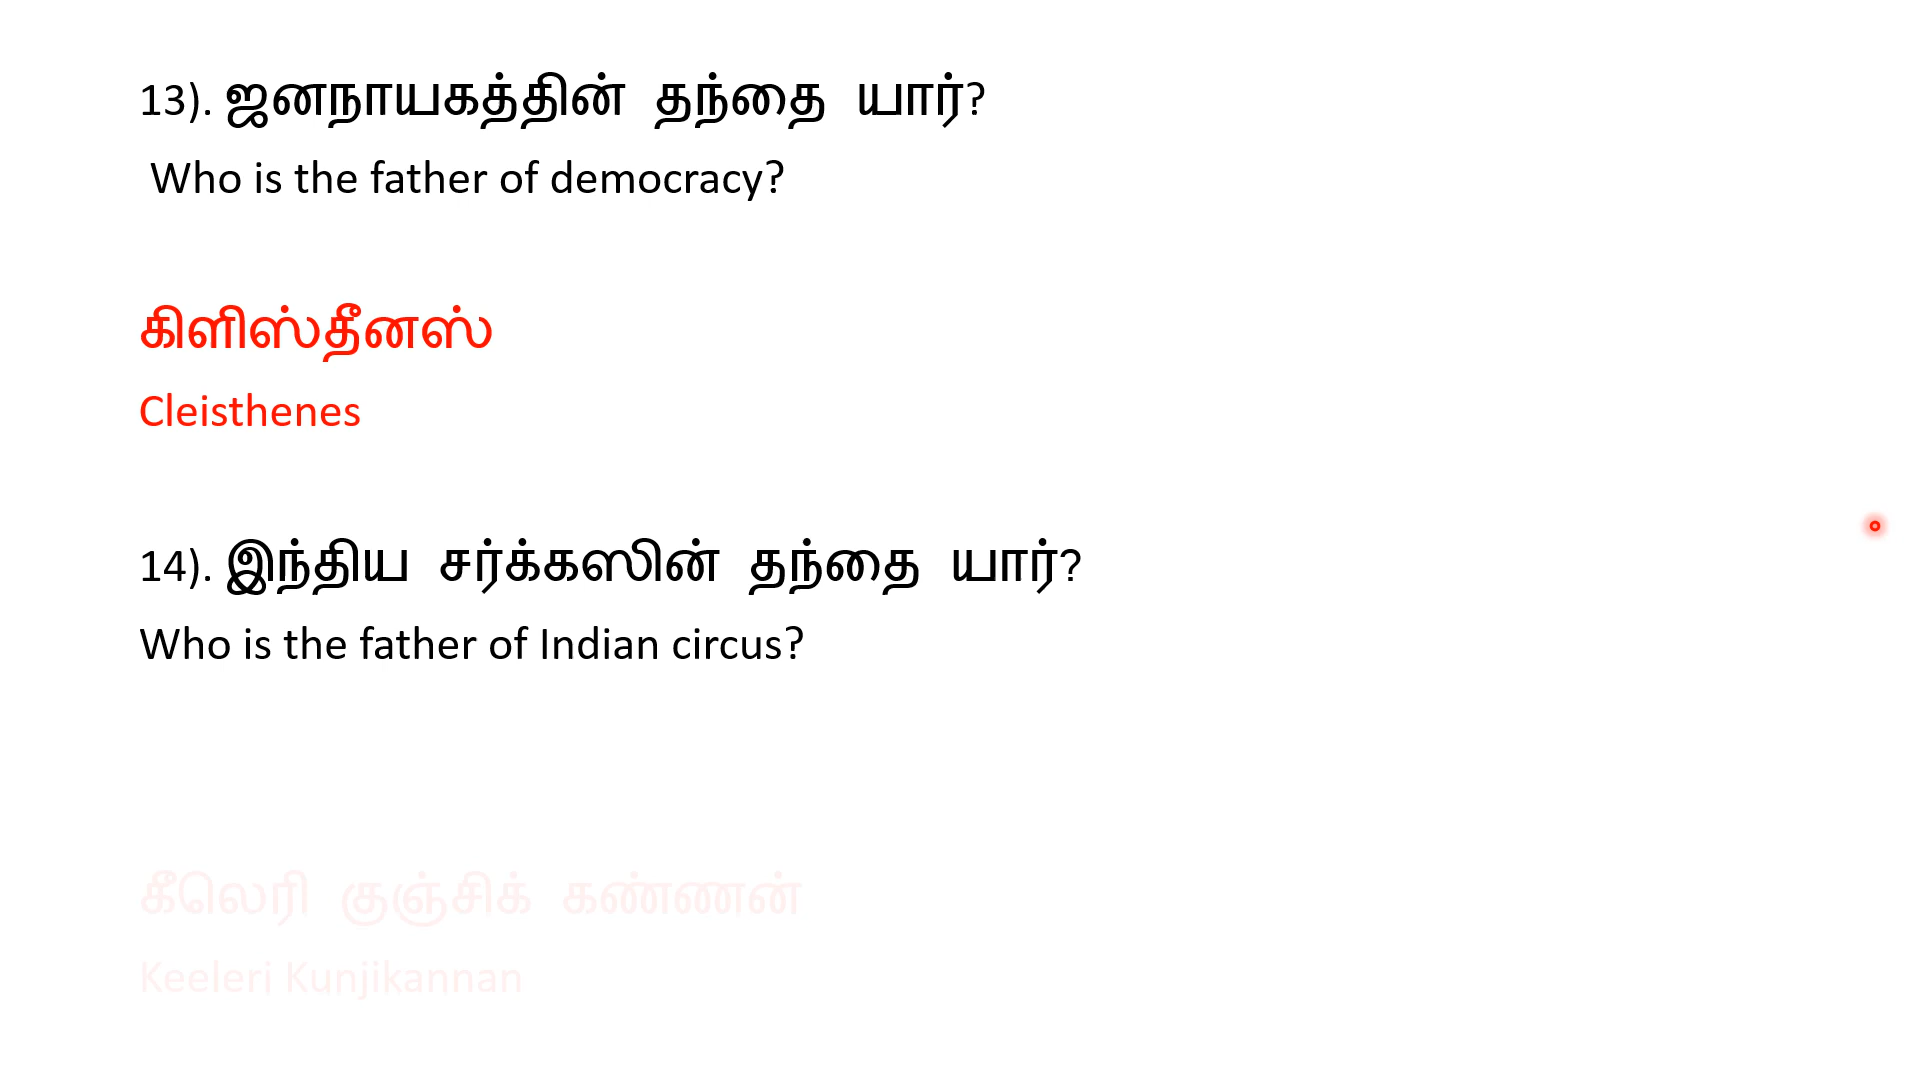 13). ஜனநாயகத்தின் தந்தை யார்?
Who is the father of democracy?
கிளிஸ்தீனஸ்
Cleisthenes
14). இந்திய சர்க்கஸின் தந்தை யார்?
Who is the father of Indian circus?
கீலெரி குஞ்சிக் கண்ணன்
Keeleri Kunjikannan